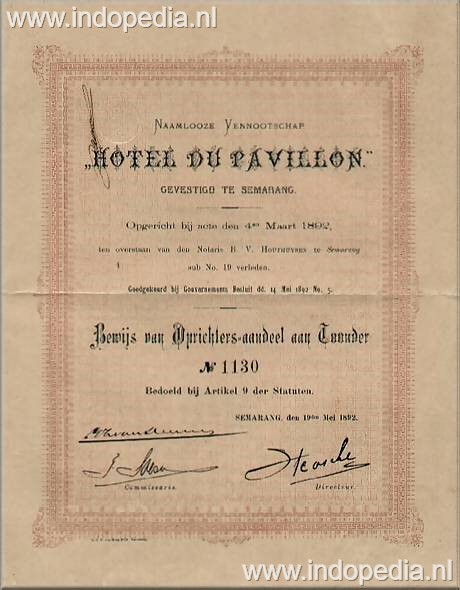 www.indopedia.nl
NAAMLOOZE VENNOOTSCHAP
„HOTEL DU PAVILLON."
GEVESTIGD TE SEMARANG.
Opgericht bij acte den 4den Maart 1892,
ten overstaan van den Notaris B. V. HOUTHUYSEN te Semarang
sub No. 19 verleden.
Goedgekeurd bij Gouvernements Besluit dd. 14 Mei 1892 No. 5.
Bewijs van Oprichters-aandeel aan Toonder
No 1130
Bedoeld bij Artikel 9 der Statuten.
SEMARANG, den 19den Mei 1892.
Commissaris.
Directeur.
www.indopedia.nl